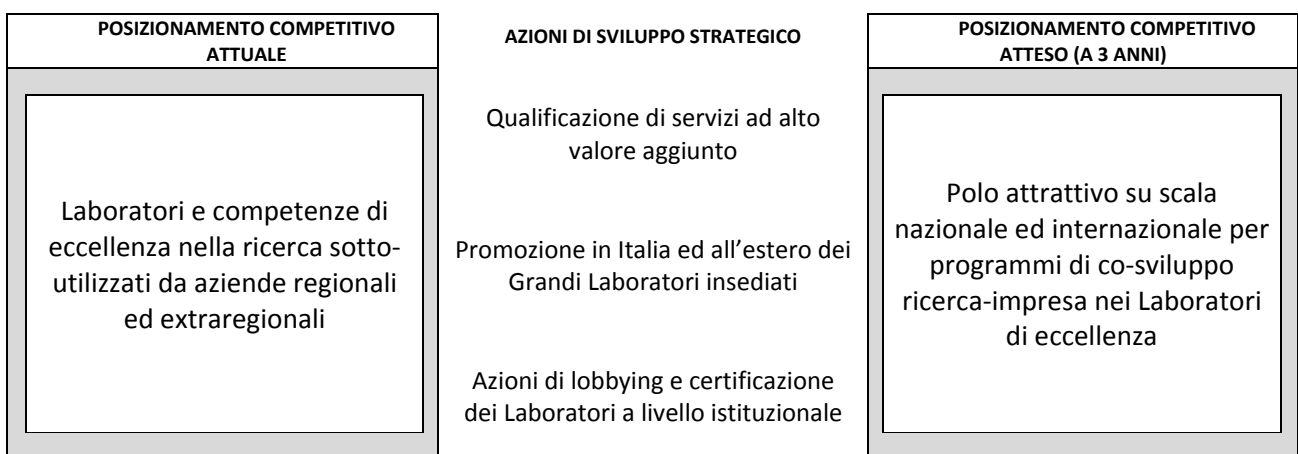 POSIZIONAMENTO COMPETITIVO
ATTUALE
AZIONI DI SVILUPPO STRATEGICO
POSIZIONAMENTO COMPETITIVO
ATTESO (A 3 ANNI)
Laboratori e competenze di
eccellenza nella ricerca sotto-
utilizzati da aziende regionali
ed extraregionali
Qualificazione di servizi ad alto
valore aggiunto
Promozione in Italia ed all’estero dei
Grandi Laboratori insediati
Azioni di lobbying e certificazione
dei Laboratori a livello istituzionale
Polo attrattivo su scala
nazionale ed internazionale per
programmi di co-sviluppo
ricerca-impresa nei Laboratori
di eccellenza